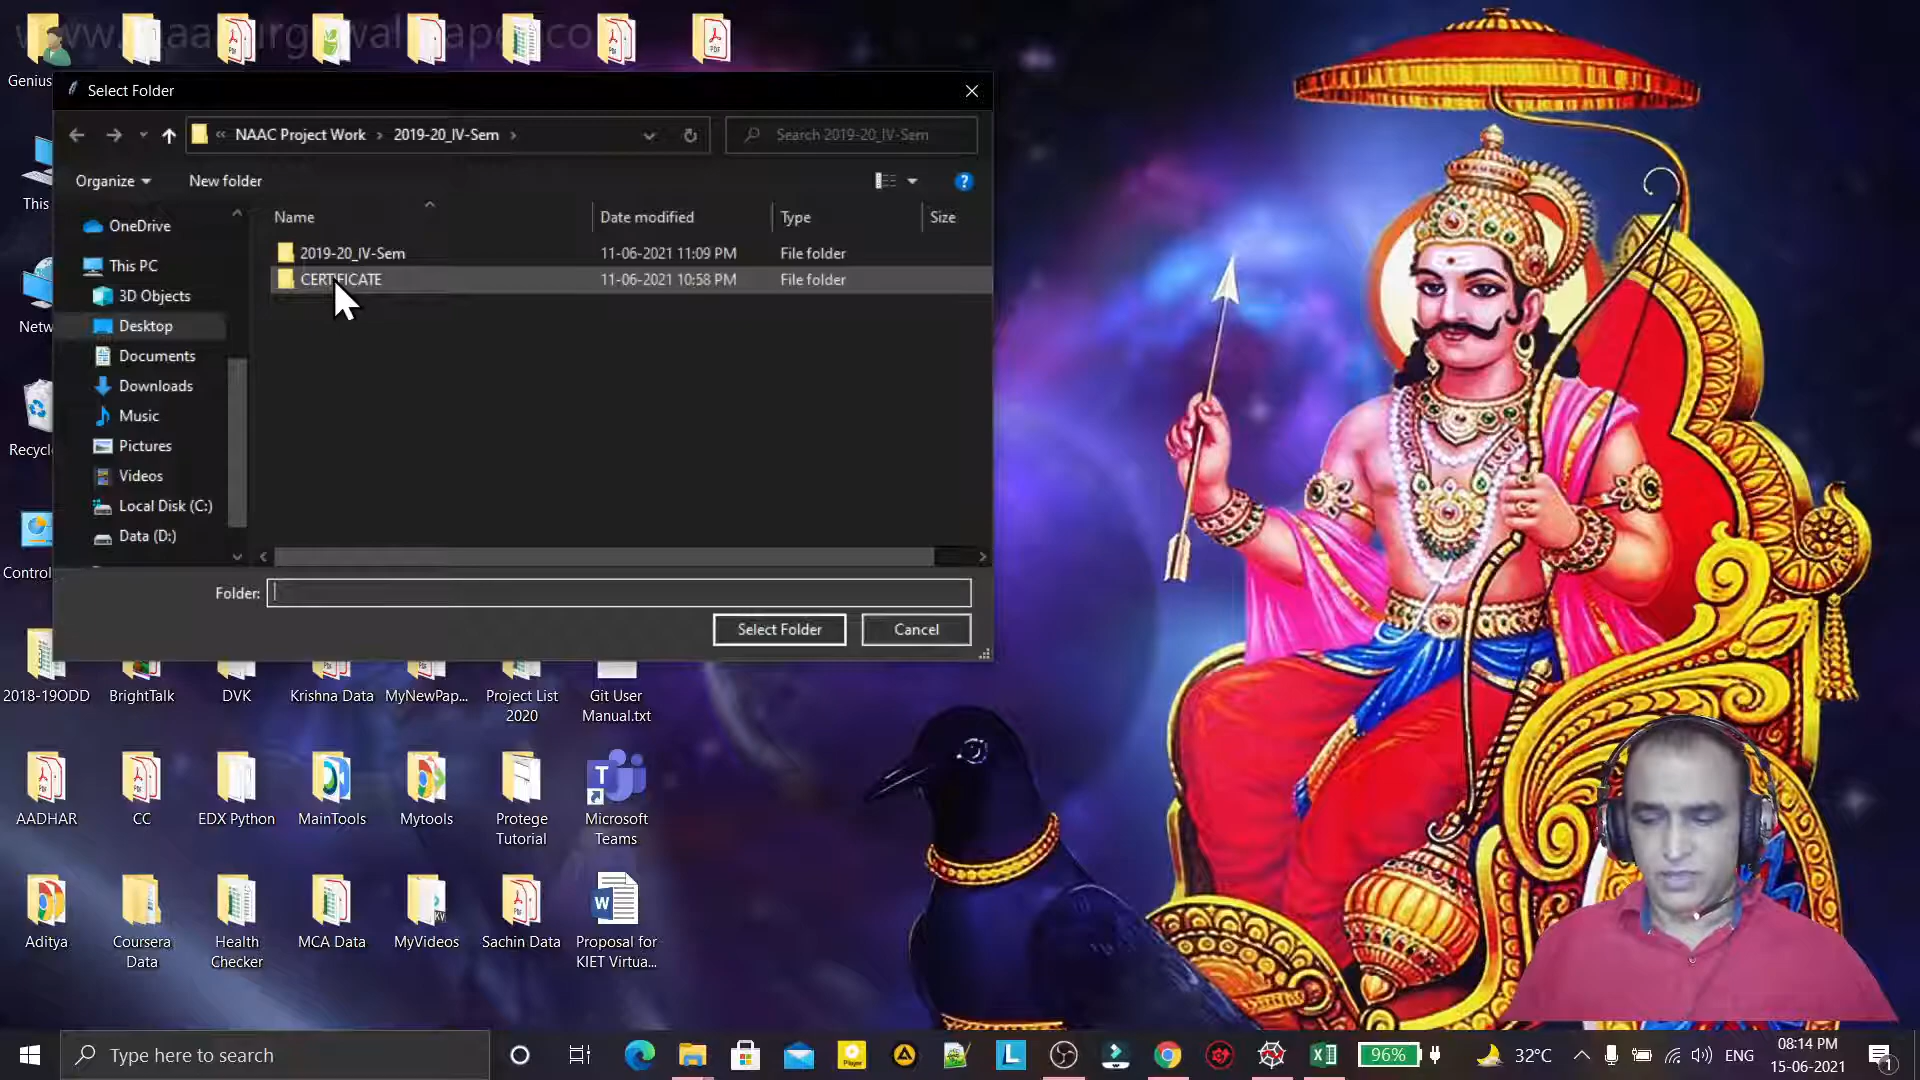 Genius
This
Netw
Recycl
Control
Select Folder
« NAAC Project Work › 2019-20_IV-Sem ›
Search 2019-20_IV-Sem
Organize
New folder
Name
Date modified
Type
Size
2019-20_IV-Sem
11-06-2021 11:09 PM
File folder
CERTIFICATE
11-06-2021 10:58 PM
File folder
OneDrive
This PC
3D Objects
Desktop
Documents
Downloads
Music
Pictures
Videos
Local Disk (C:)
Data (D:)
Folder:
Select Folder
Cancel
2018-19ODD
BrightTalk
DVK
Krishna Data
MyNewPap...
Project List
2020
Git User
Manual.txt
AADHAR
CC
EDX Python
MainTools
Mytools
Protege
Tutorial
Microsoft
Teams
Aditya
Coursera
Data
Health
Checker
MCA Data
MyVideos
Sachin Data
Proposal for
KIET Virtua...
Type here to search
96%
32°C
ENG
08:14 PM
15-06-2021
1